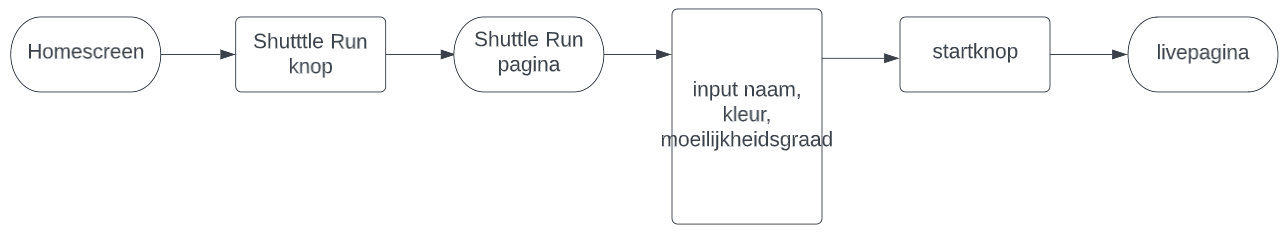 Homescreen
Shutttle Run
knop
Shuttle Run
pagina
input naam,
kleur,
moeilijkheidsgraad
startknop
livepagina